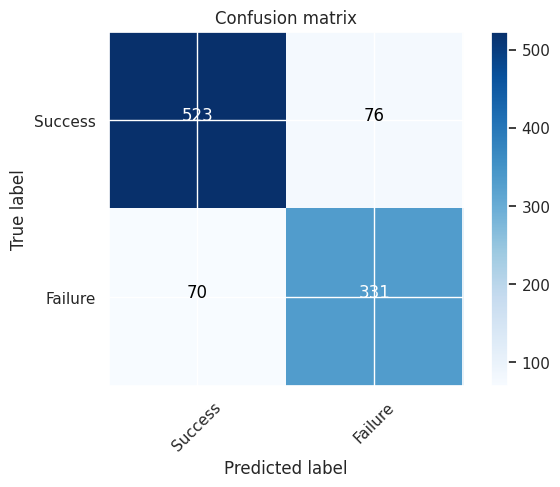 Confusion matrix
500
Success
523
76
400
True label
300
200
Failure
70
331
100
Success
Failure
Predicted label